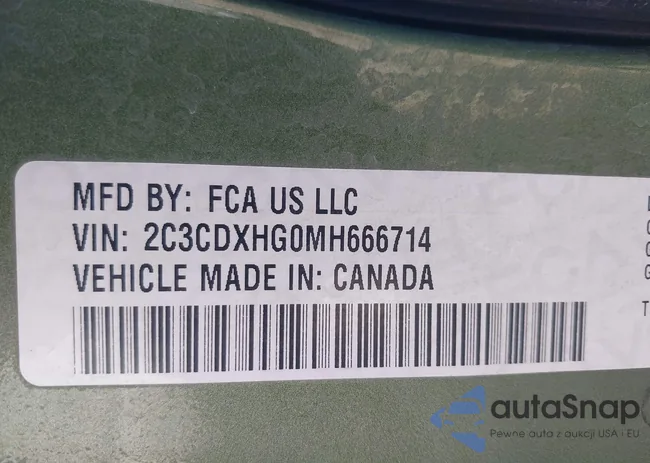 MFD BY: FCA US LLC
VIN: 2C3CDXHG0MH666714
VEHICLE MADE IN: CANADA
T
autaSnap
Pewne auta z aukcji USA - EU